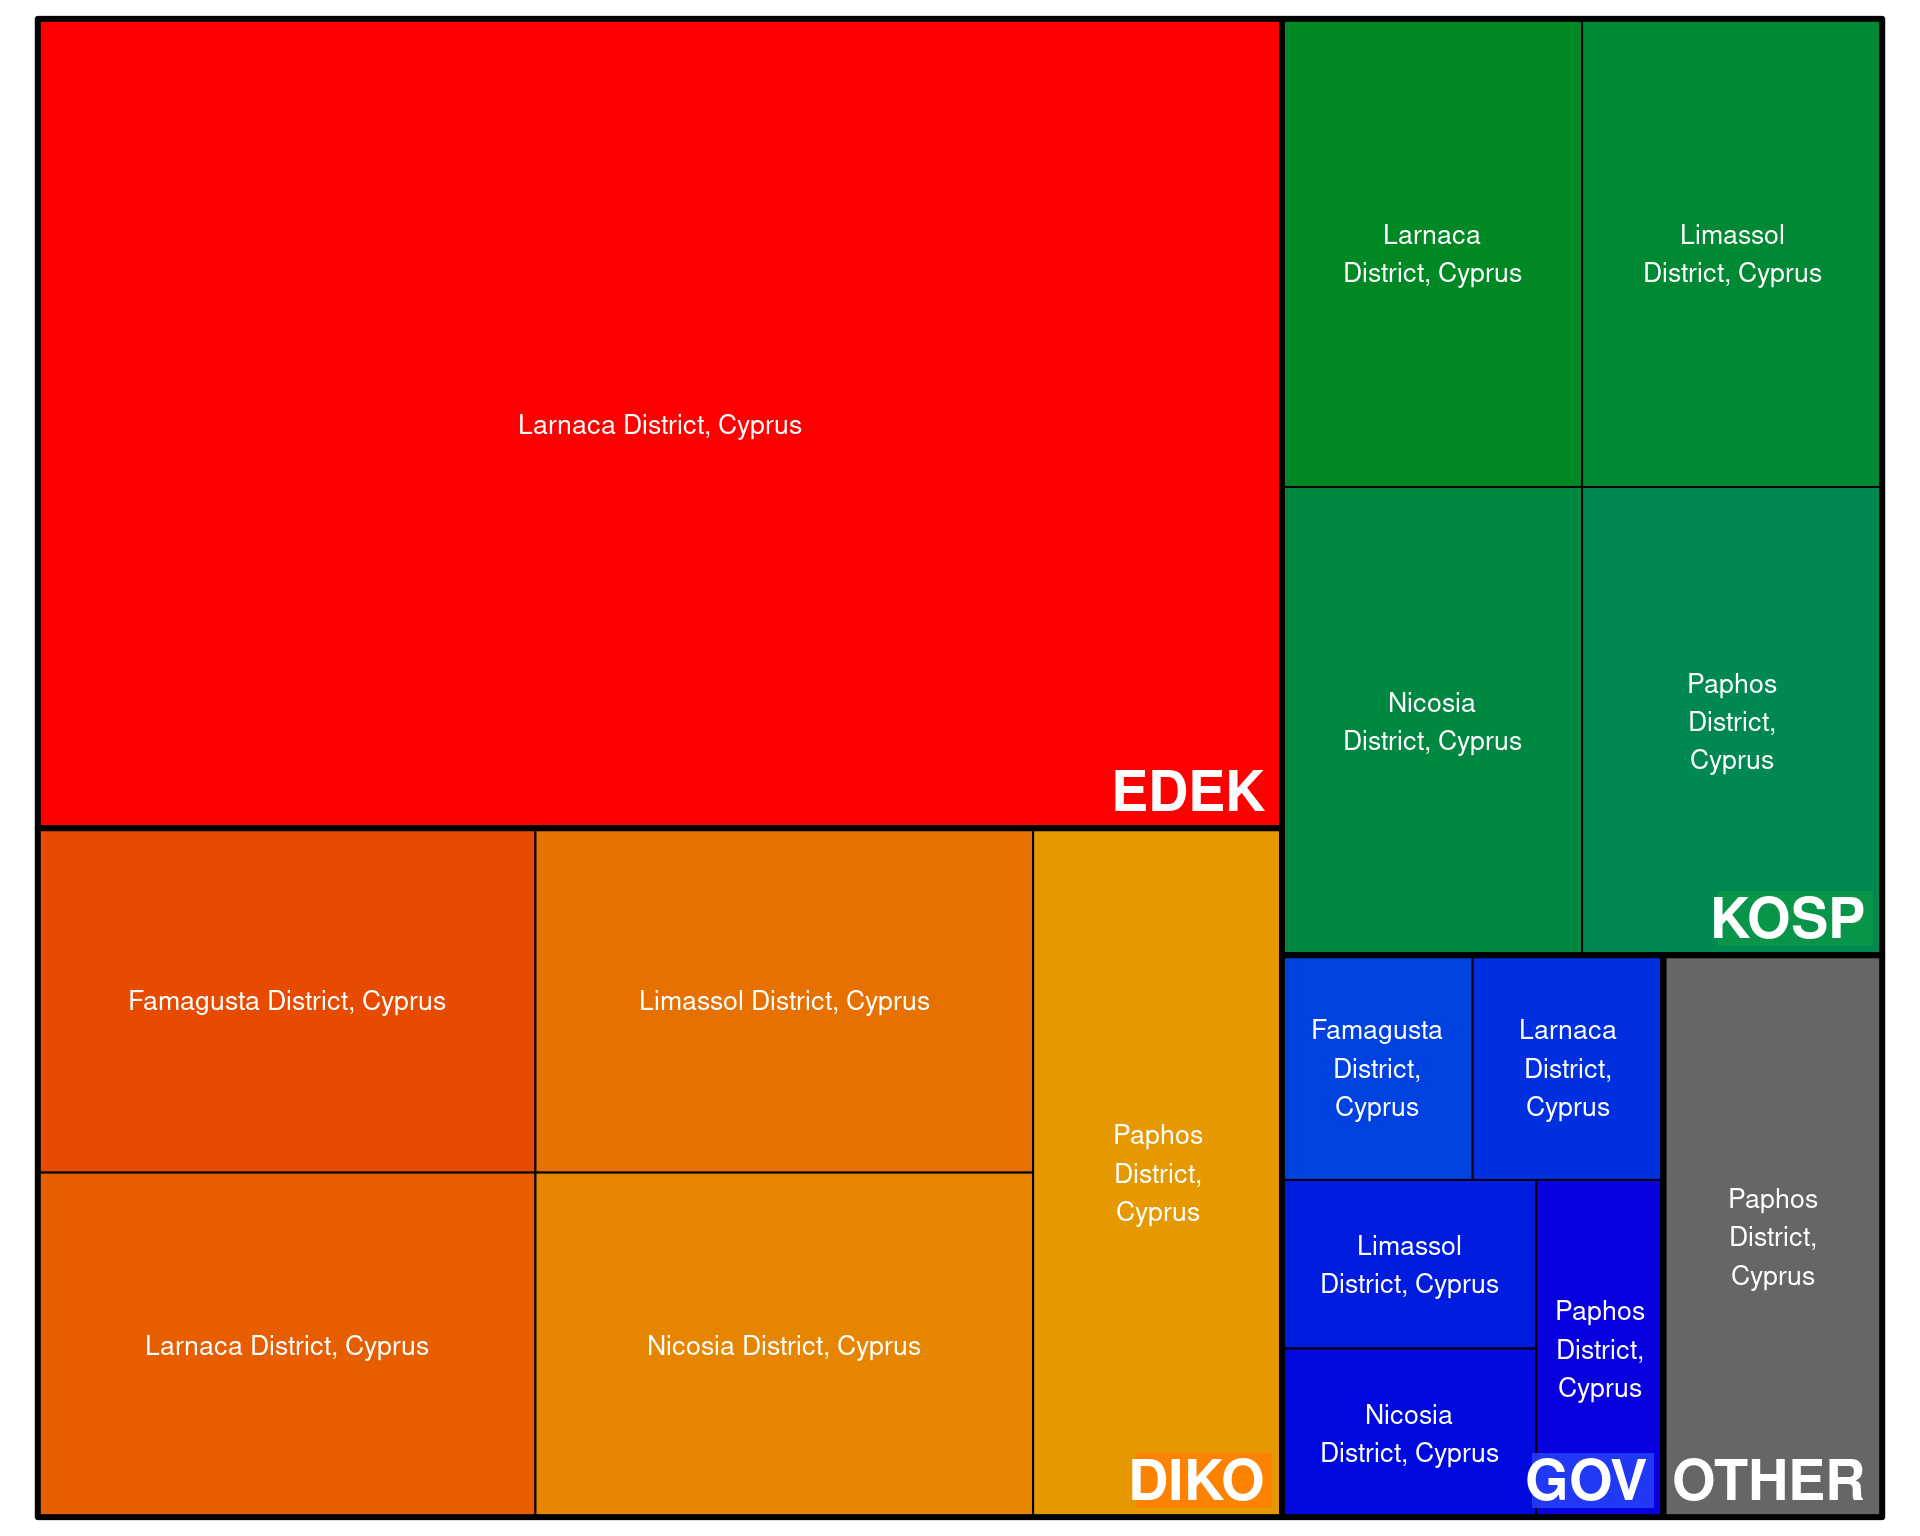 Larnaca District, Cyprus
EDEK
Famagusta District, Cyprus
Limassol District, Cyprus
Larnaca District, Cyprus
Nicosia District, Cyprus
Paphos
District,
Cyprus
DIKO
Larnaca
District, Cyprus
Limassol
District, Cyprus
Nicosia
District, Cyprus
Paphos
District,
Cyprus
KOSP
Famagusta
District,
Cyprus
Larnaca
District,
Cyprus
Limassol
District, Cyprus
Nicosia
District, Cyprus
Paphos
District,
Cyprus
GOV
Paphos
District,
Cyprus
OTHER